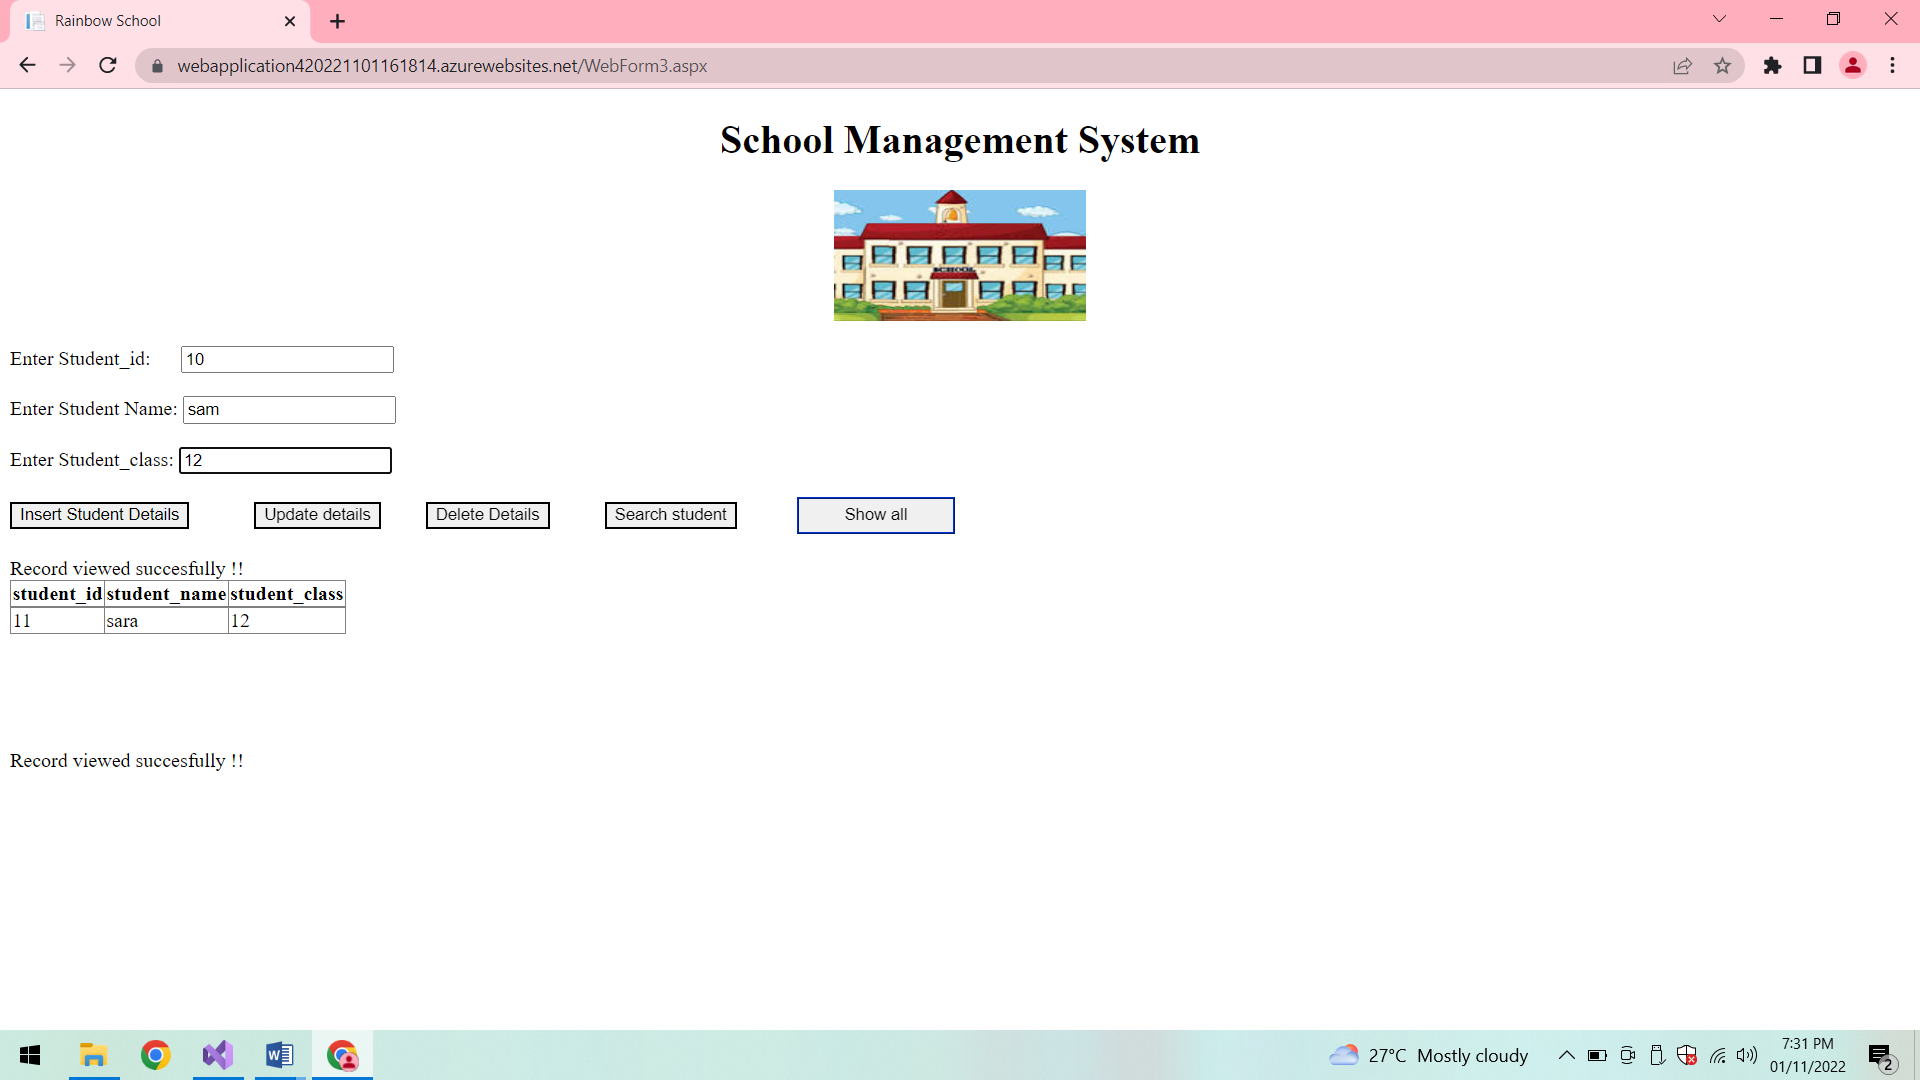 Rainbow School
webapplication420221101161814.azurewebsites.net/WebForm3.aspx
School Management System
SCHOOL
Enter Student_id: 10
Enter Student Name: sam
Enter Student_class: 12
Insert Student Details Update details Delete Details Search student Show all
Record viewed succesfully !!
student_id student_name student_class
11 sara 12
Record viewed succesfully !!
27°C Mostly cloudy
7:31 PM
01/11/2022
2